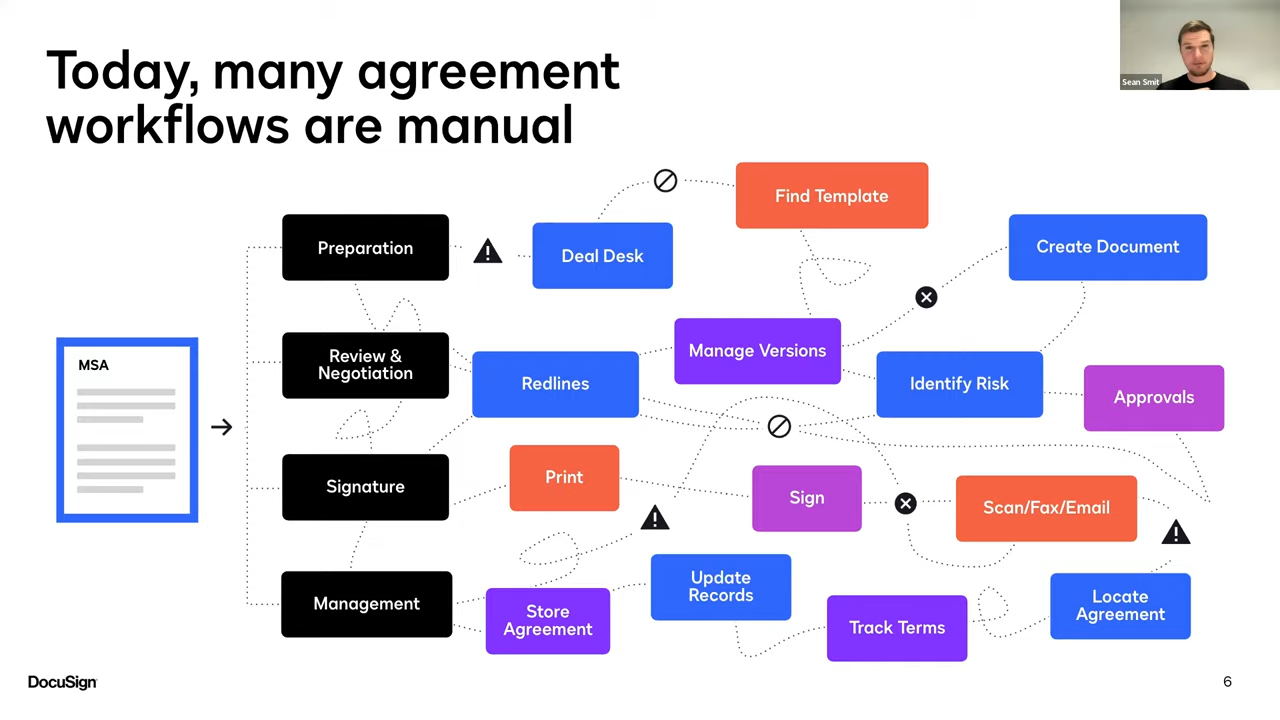 Today, many agreement
workflows are manual
Sean Smit
Find Template
Preparation
Deal Desk
Create Document
MSA
Review &
Negotiation
Redlines
Manage Versions
Identify Risk
Approvals
Signature
Print
Sign
Scan/Fax/Email
Management
Store
Agreement
Update
Records
Track Terms
Locate
Agreement
DocuSign
6